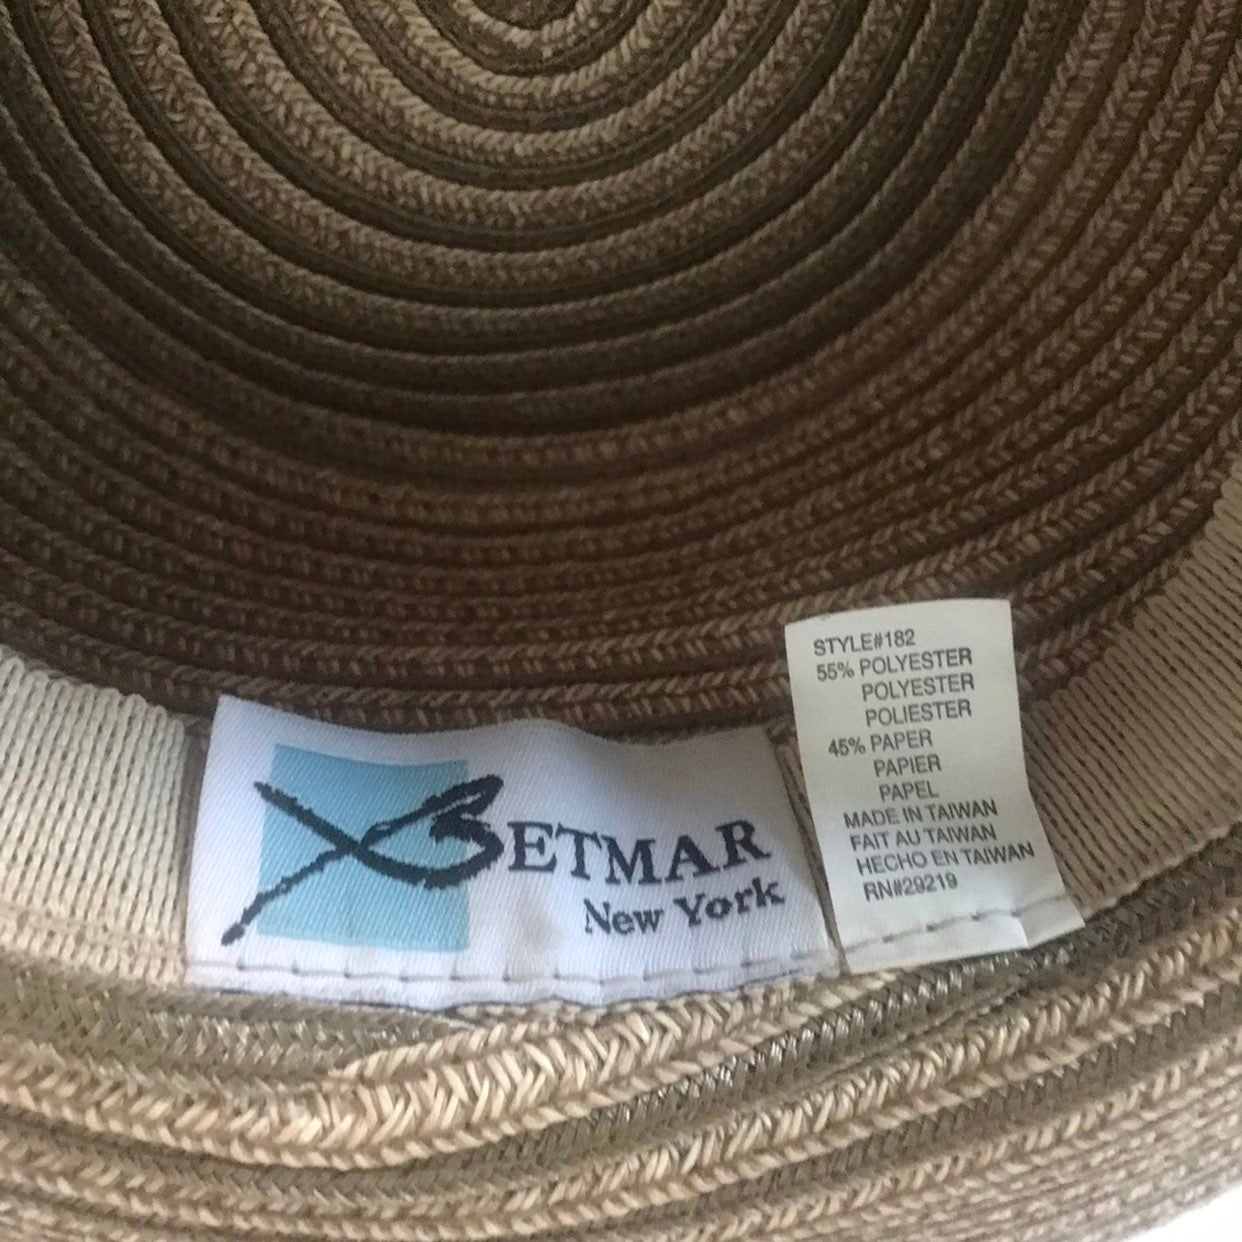 BETMAR
New York
STYLE#182
55% POLYESTER
POLYESTER
POLIESTER
45% PAPER
PAPIER
PAPEL
MADE IN TAIWAN
FAIT AU TAIWAN
HECHO EN TAIWAN
RN#29219